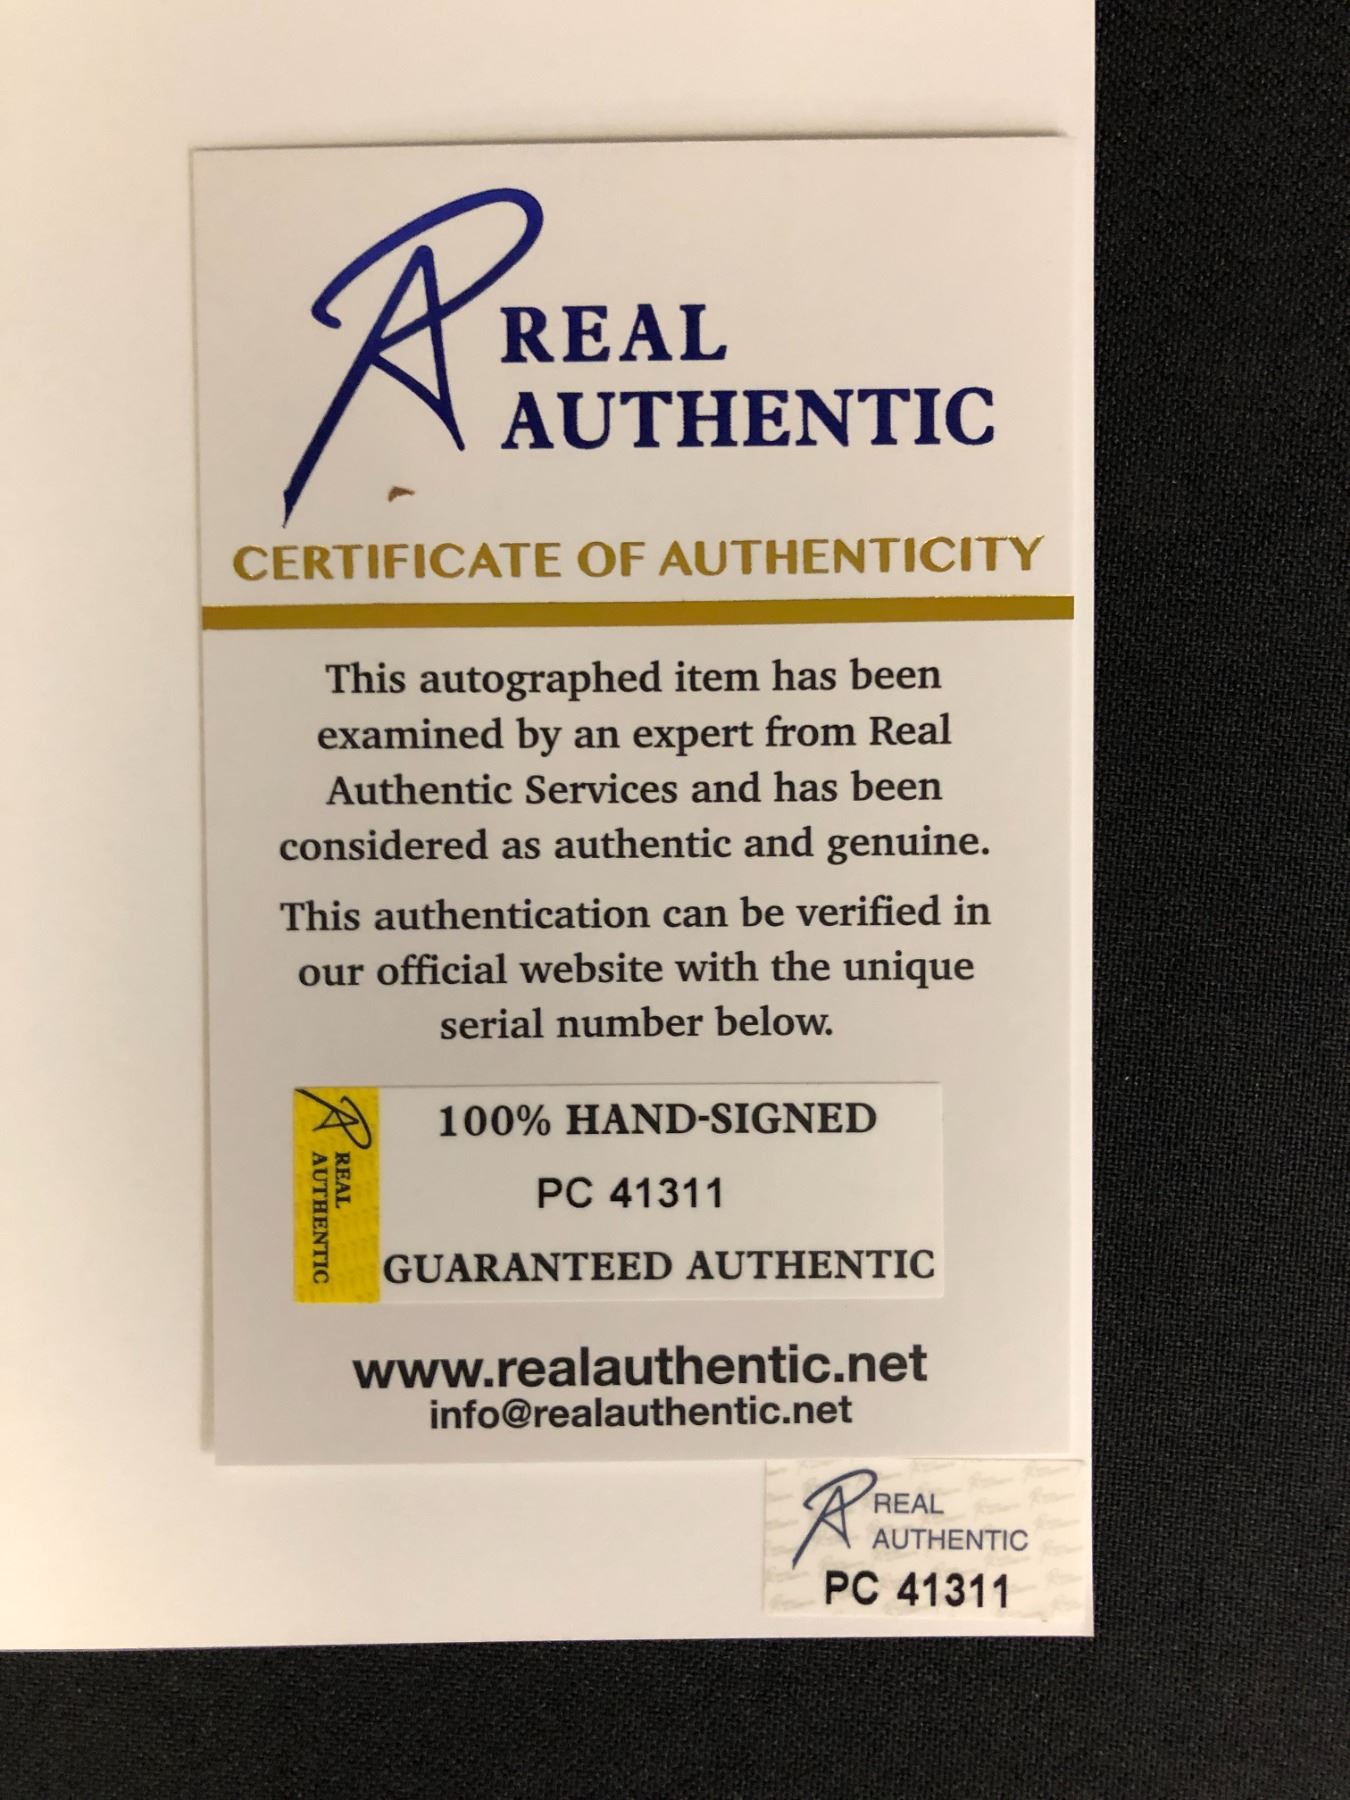 REAL
AUTHENTIC
CERTIFICATE OF AUTHENTICITY
This autographed item has been
examined by an expert from Real
Authentic Services and has been
considered as authentic and genuine.
This authentication can be verified in
our official website with the unique
serial number below.
REAL
AUTHENTIC
100% HAND-SIGNED
PC 41311
GUARANTEED AUTHENTIC
www.realauthentic.net
info@realauthentic.net
REAL
AUTHENTIC
PC 41311